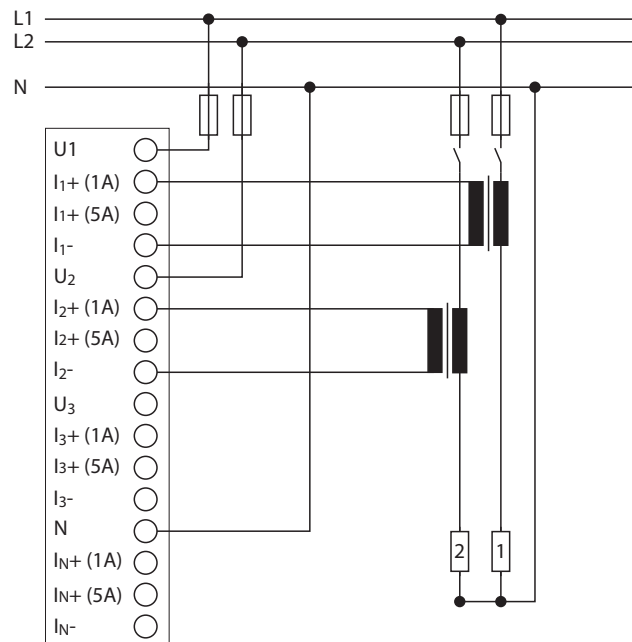 L1
L2
N
U1
I1+ (1A)
I1+ (5A)
I1-
U2
I2+ (1A)
I2+ (5A)
I2-
U3
I3+ (1A)
I3+ (5A)
I3-
N
IN+ (1A)
IN+ (5A)
IN-
2 1